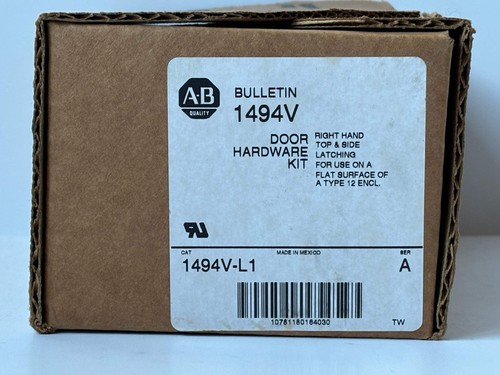 A-B
QUALITY
BULLETIN
1494V
DOOR
HARDWARE
KIT
RIGHT HAND
TOP & SIDE
LATCHING
FOR USE ON A
FLAT SURFACE OF
A TYPE 12 ENCL.
RU
CAT MADE IN MEXICO SER
1494V-L1 A
10781180164030
TW